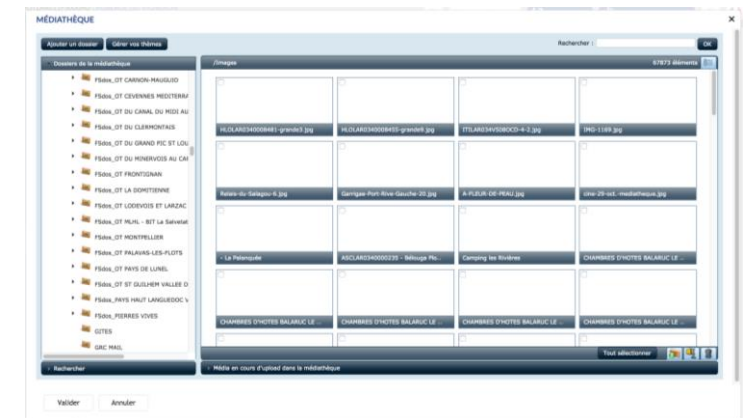 MÉDIATHÈQUE
×
Ajouter un dossier
Gérer vos thèmes
Rechercher :
OK
Dossiers de la médiathèque
/Images
67873 éléments
FSdos_OT CARNON-MAUGUIO
FSdos_OT CEVENNES MEDITERRA
FSdos_OT DU CANAL DU MIDI AU
FSdos_OT DU CLERMONTAIS
FSdos_OT DU GRAND PIC ST LOU
FSdos_OT DU MINERVOIS AU CAI
FSdos_OT FRONTIGNAN
FSdos_OT LA DOMITIENNE
FSdos_OT LODEVOIS ET LARZAC
FSdos_OT MLHL - BIT La Salvetat
FSdos_OT MONTPELLIER
FSdos_OT PALAVAS-LES-FLOTS
FSdos_OT PAYS DE LUNEL
FSdos_OT ST GUILHEM VALLEE D
FSdos_PAYS HAUT LANGUEDOC V
FSdos_PIERRES VIVES
GITES
GRC MAIL
HLOLAR0340008481-grande3.jpg
HLOLAR0340008455-grande9.jpg
ITILAR034V50B0CD-4-2.jpg
IMG-1169.jpg
Relais-du-Salagou-6.jpg
Garrigae-Port-Rive-Gauche-20.jpg
A-FLEUR-DE-PEAU.jpg
cine-25-oct.-mediatheque.jpg
- La Palanquée
ASCLAR0340000235 - Bélouga Plo...
Camping les Rivières
CHAMBRES D'HOTES BALARUC LE ...
CHAMBRES D'HOTES BALARUC LE ...
CHAMBRES D'HOTES BALARUC LE ...
CHAMBRES D'HOTES BALARUC LE ...
CHAMBRES D'HOTES BALARUC LE ...
Tout sélectionner
Rechercher
Média en cours d'upload dans la médiathèque
Valider
Annuler